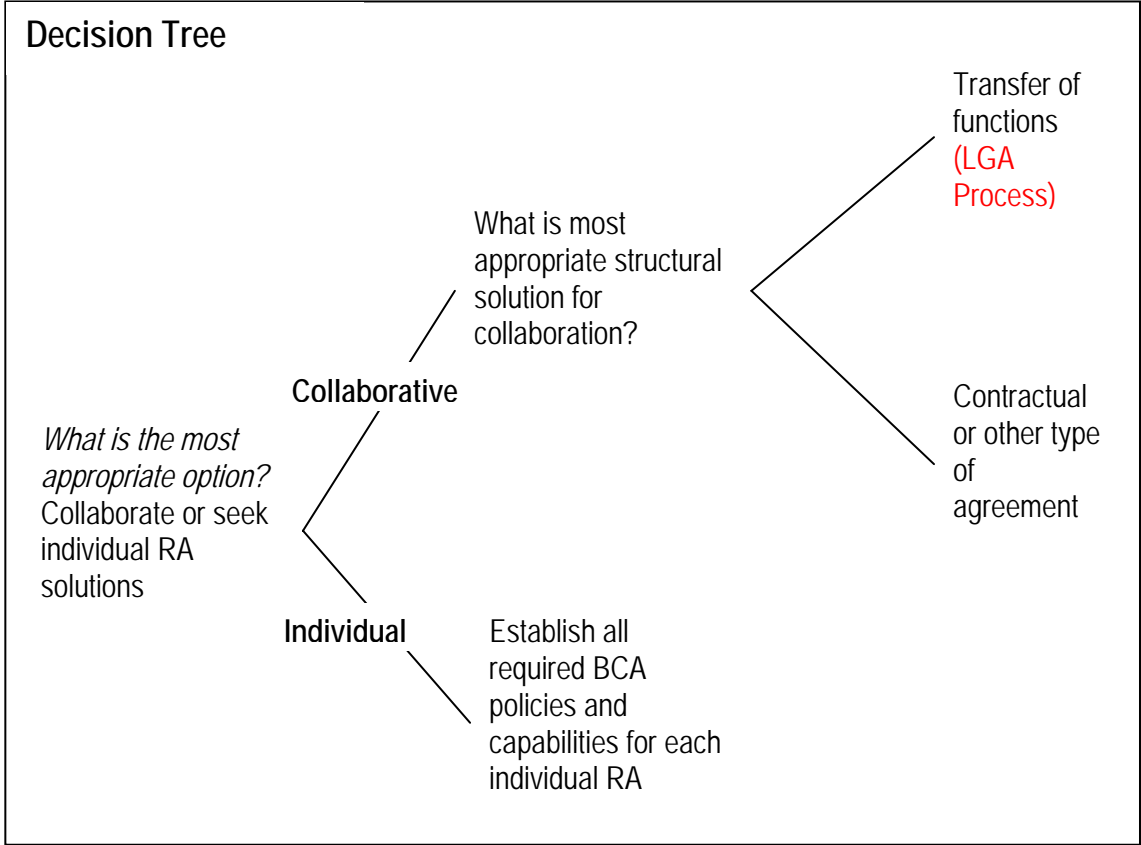 Decision Tree
Transfer of
functions
(LGA
Process)
What is most
appropriate structural
solution for
collaboration?
Collaborative
Contractual
or other type
of
agreement
What is the most
appropriate option?
Collaborate or seek
individual RA
solutions
Individual
Establish all
required BCA
policies and
capabilities for each
individual RA